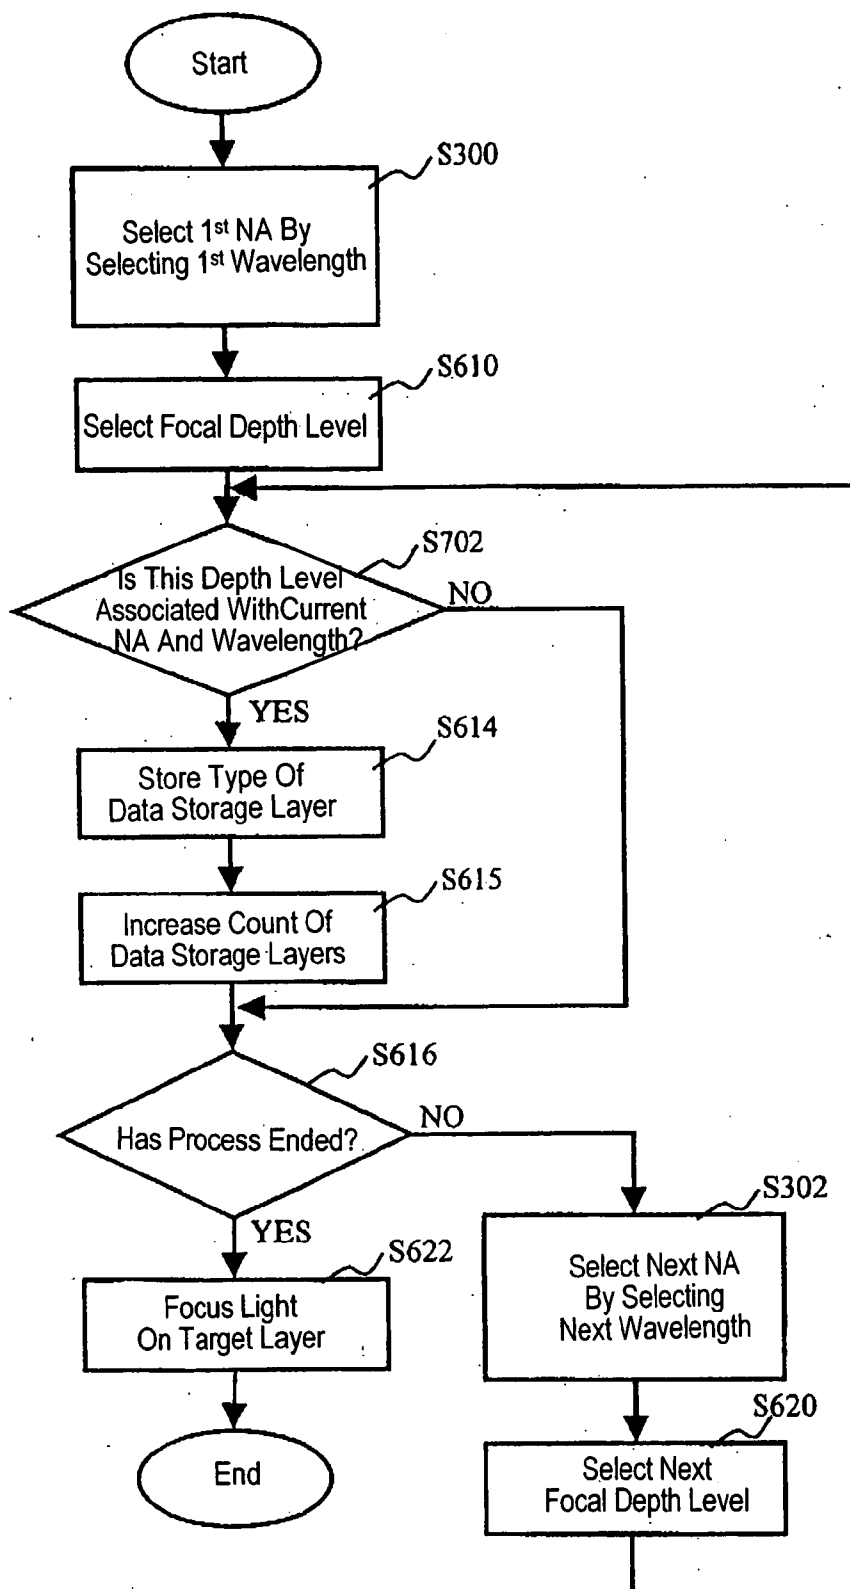 Start
S300
Select 1st NA By
Selecting 1st Wavelength
S610
Select Focal Depth Level
S702
Is This Depth Level
Associated WithCurrent
NA And Wavelength?
NO
YES
S614
Store Type Of
Data Storage Layer
S615
Increase Count Of
Data Storage Layers
S616
Has Process Ended?
NO
YES
S302
Select Next NA
By Selecting
Next Wavelength
S622
Focus Light
On Target Layer
S620
Select Next
Focal Depth Level
End